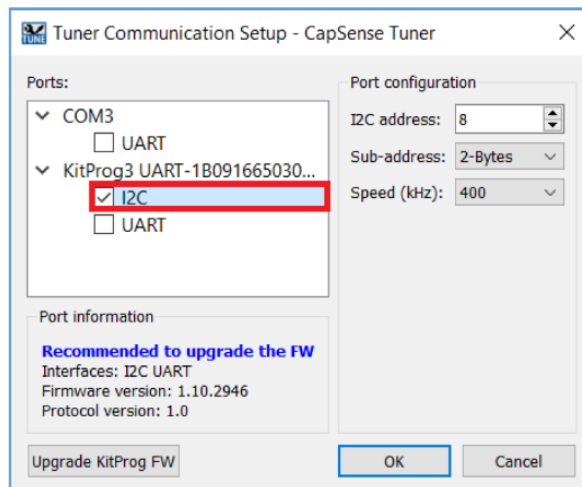 TUNE
Tuner Communication Setup - CapSense Tuner
Ports:
COM3
UART
KitProg3 UART-1B091665030...
I2C
UART
Port information
Recommended to upgrade the FW
Interfaces: I2C UART
Firmware version: 1.10.2946
Protocol version: 1.0
Port configuration
I2C address: 8
Sub-address: 2-Bytes
Speed (kHz): 400
Upgrade KitProg FW
OK
Cancel